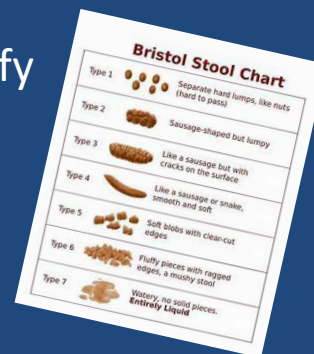 fy
Bristol Stool Chart
Type 1
Separate hard lumps, like nuts
(hard to pass)
Type 2
Sausage-shaped but lumpy
Type 3
Like a sausage but with
cracks on the surface
Type 4
Like a sausage or snake,
smooth and soft
Type 5
Soft blobs with clear-cut
edges
Type 6
Fluffy pieces with ragged
edges, a mushy stool
Type 7
Watery, no solid pieces.
Entirely Liquid